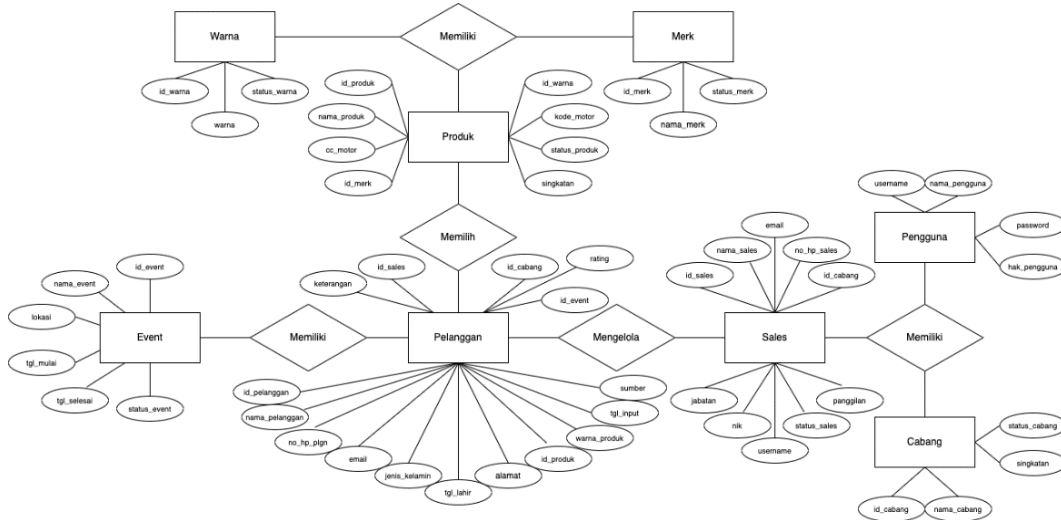 Warna
Memiliki
Merk
id_warna
status_warna
warna
id_merk
status_merk
nama_merk
id_produk
nama_produk
cc_motor
id_merk
Produk
id_warna
kode_motor
status_produk
singkatan
Memilih
username
nama_pengguna
Pengguna
password
hak_pengguna
id_event
nama_event
lokasi
tgl_mulai
tgl_selesai
status_event
Event
Memiliki
keterangan
id_sales
id_cabang
rating
id_event
Pelanggan
id_pelanggan
nama_pelanggan
no_hp_plgn
email
jenis_kelamin
tgl_lahir
alamat
id_produk
warna_produk
tgl_input
sumber
Mengelola
id_sales
nama_sales
email
no_hp_sales
id_cabang
Sales
jabatan
nik
username
status_sales
panggilan
Memiliki
Cabang
status_cabang
singkatan
id_cabang
nama_cabang